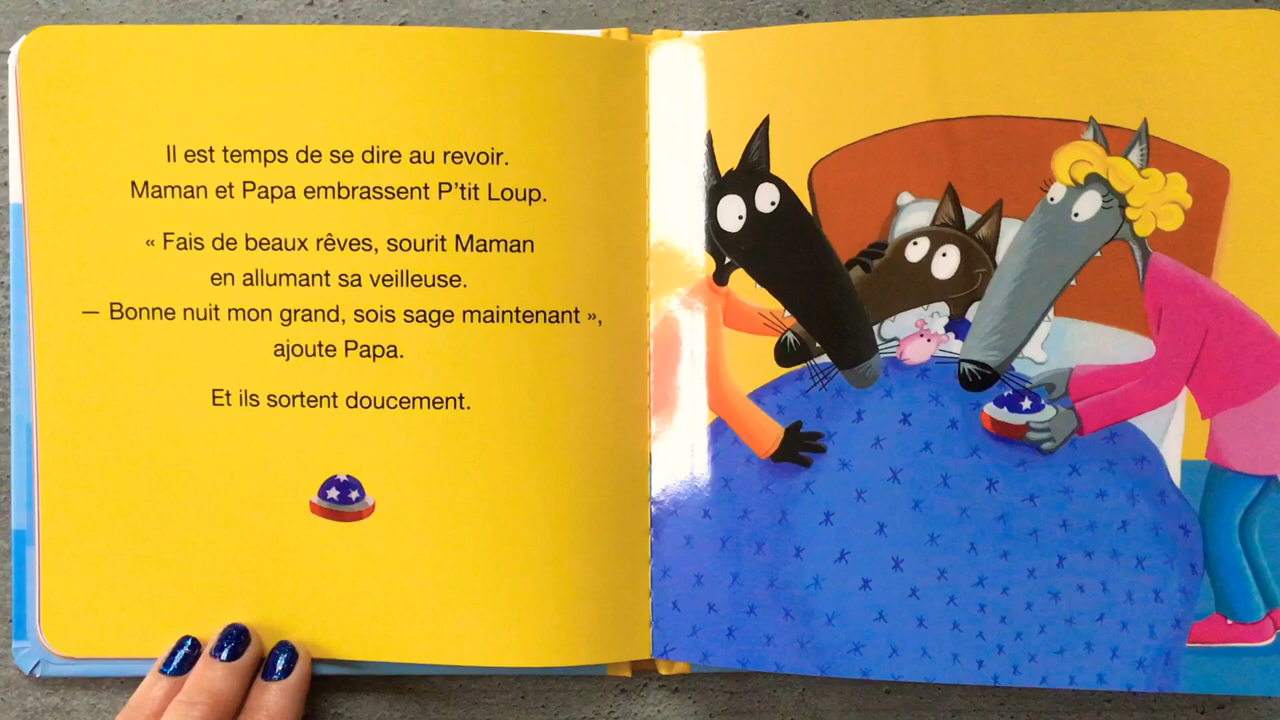 Il est temps de se dire au revoir.
Maman et Papa embrassent P’tit Loup.
« Fais de beaux rêves, sourit Maman
en allumant sa veilleuse.
— Bonne nuit mon grand, sois sage maintenant »,
ajoute Papa.
Et ils sortent doucement.